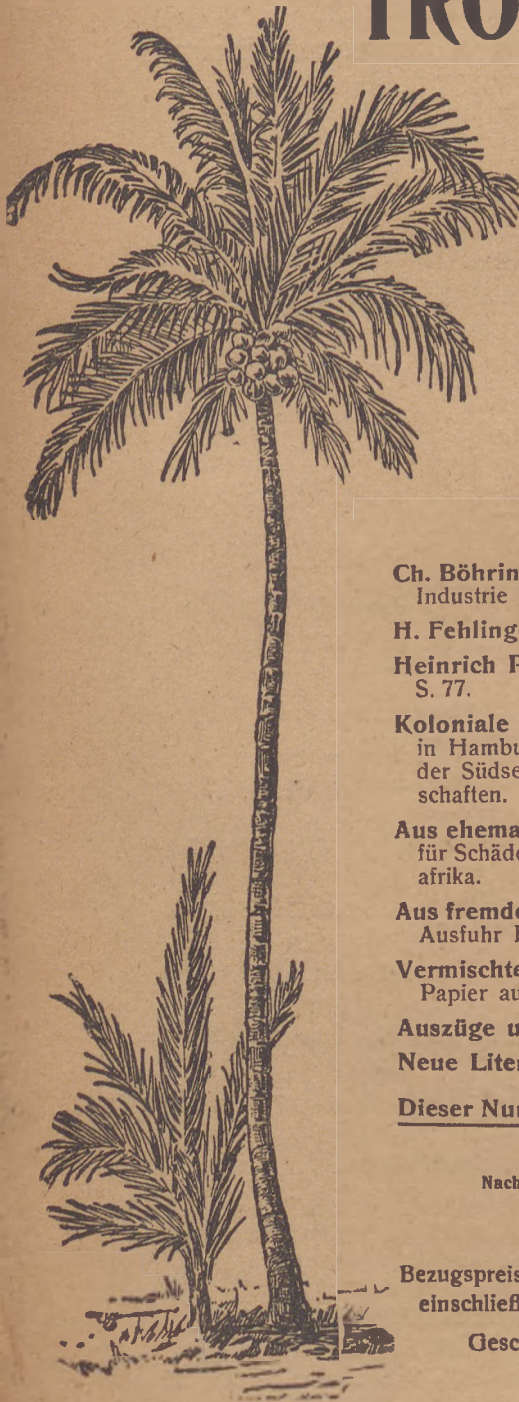 TRO
Ch. Böhrin
Industrie
H. Fehling
Heinrich
S. 77.
Koloniale
in Hambu
der Südse
schaften.
Aus ehema
für Schäde
afrika.
Aus fremde
Ausfuhr
Vermischte
Papier au
Auszüge u
Neue Liter
Dieser Nu
Nach
Bezugspreis
einschließ
Gesc